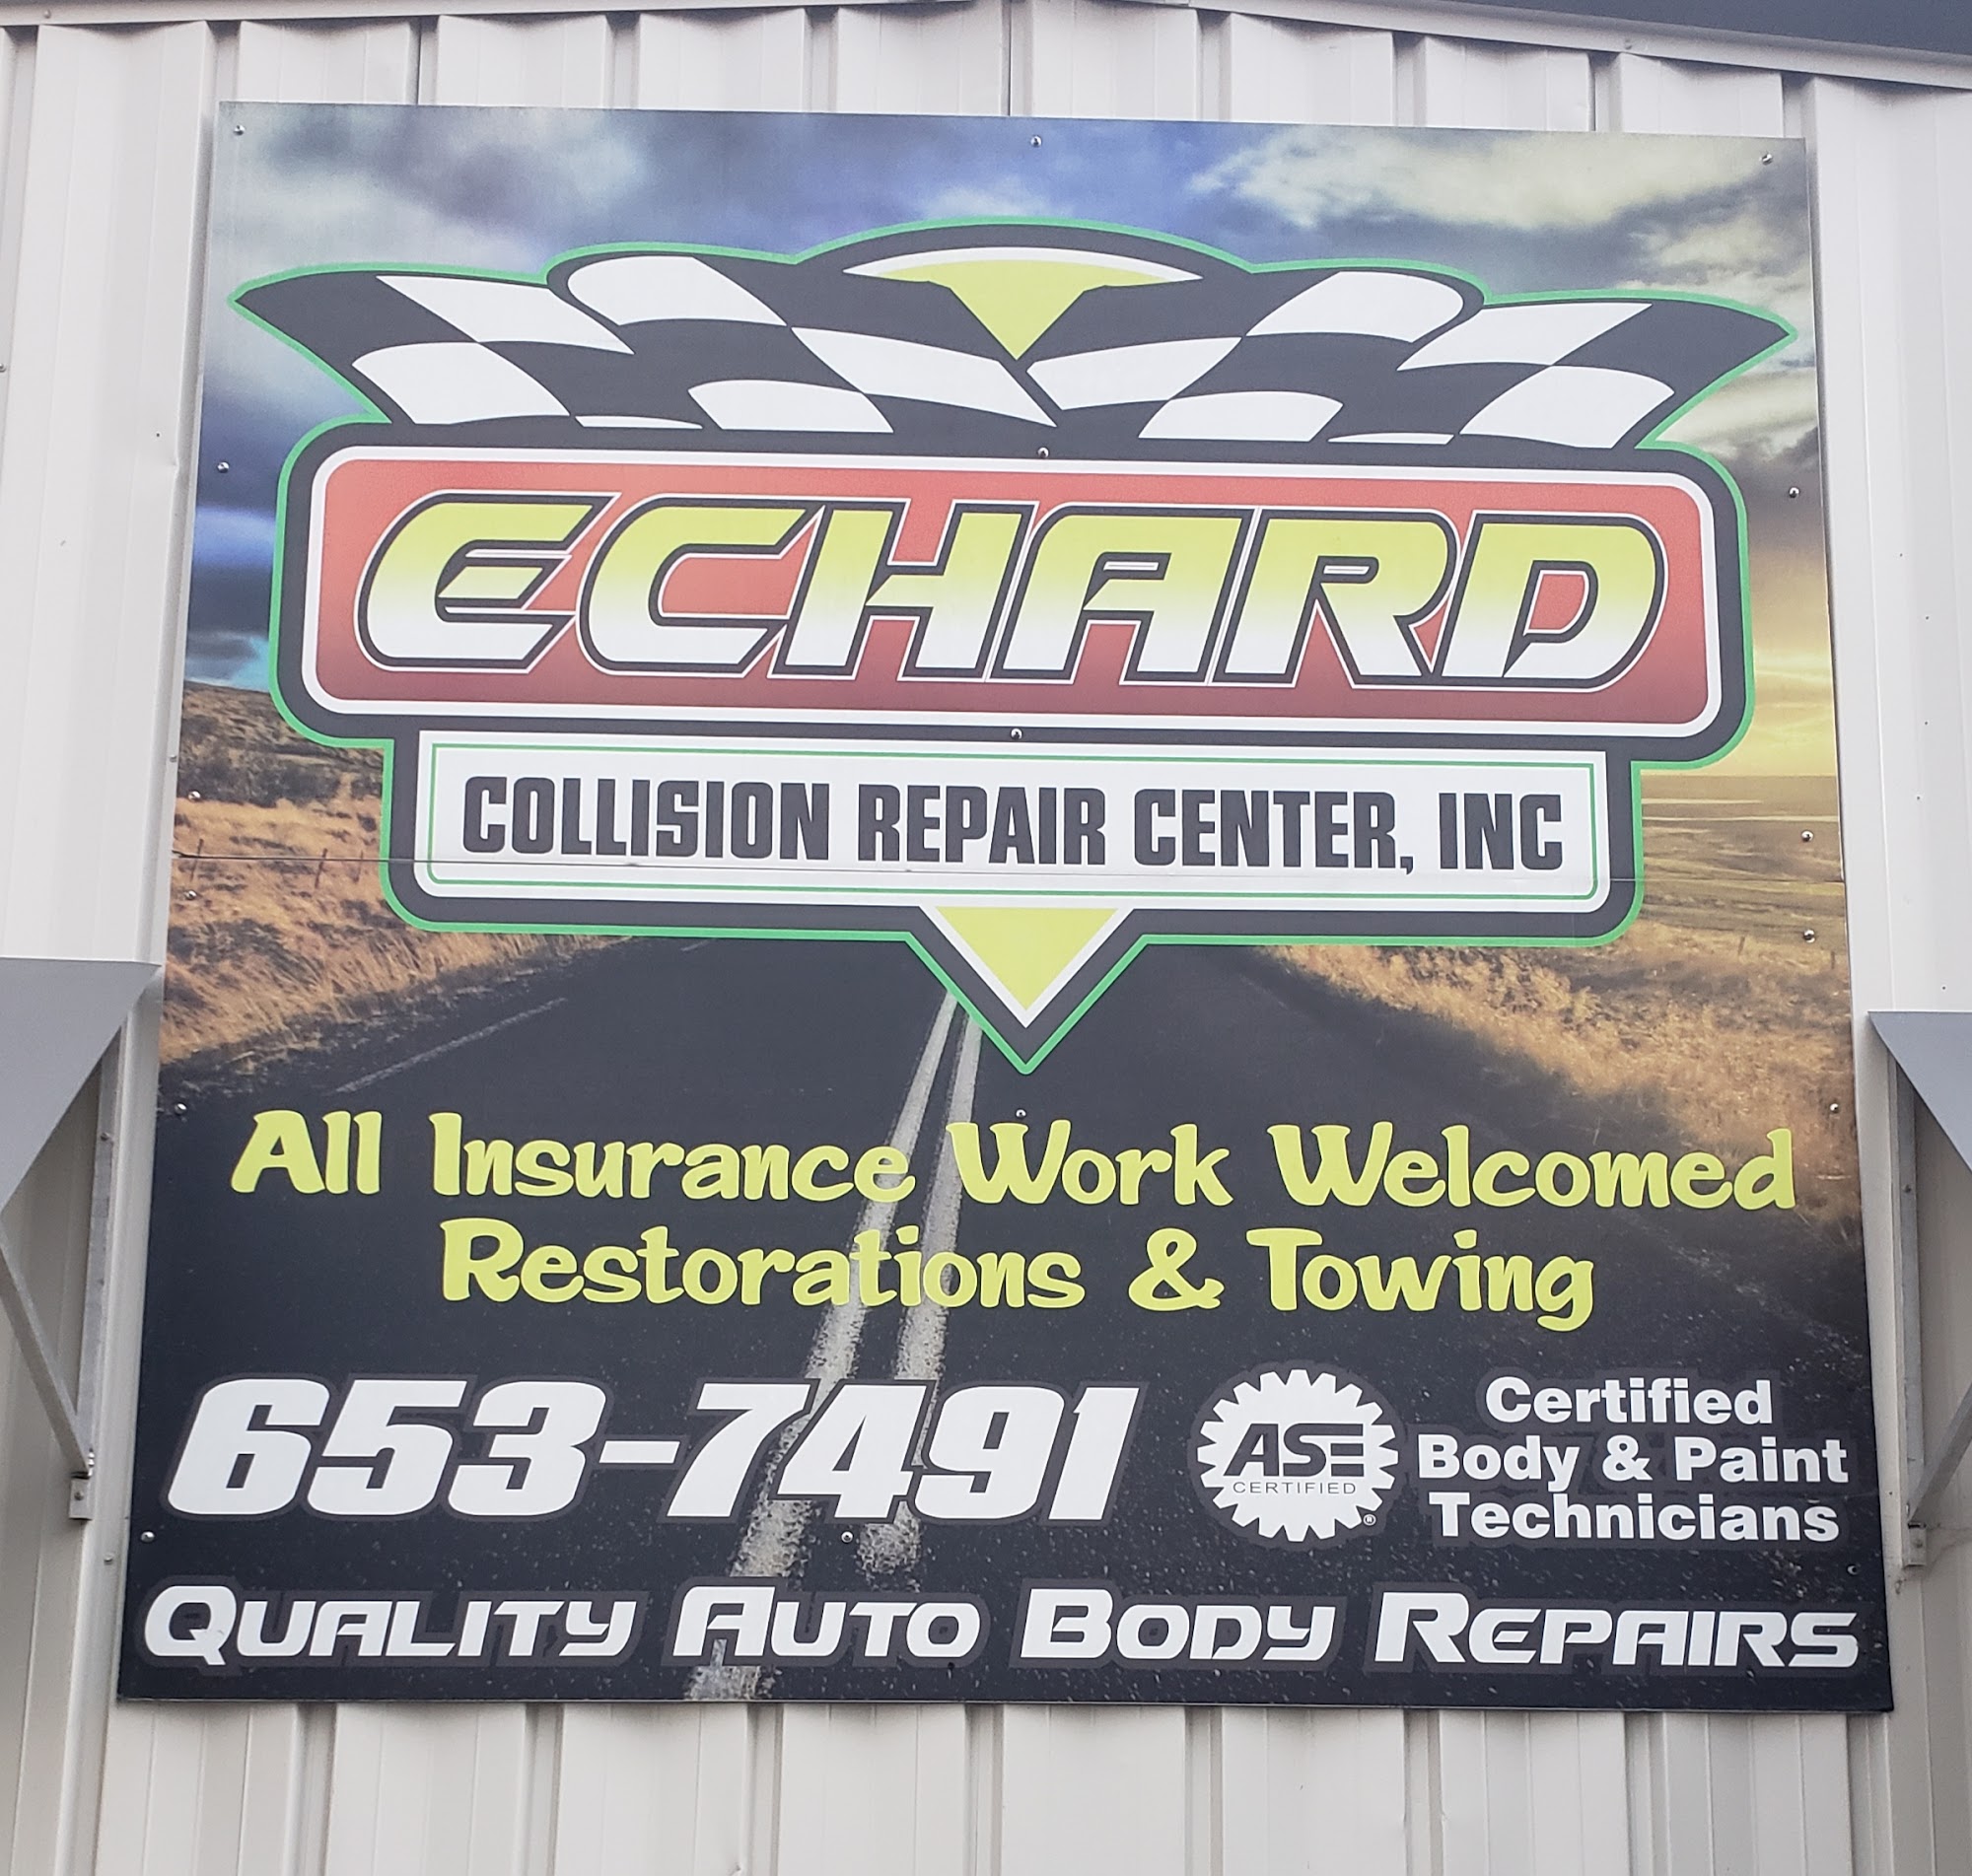 ECHARD
COLLISION REPAIR CENTER, INC
All Insurance Work Welcomed
Restorations & Towing
653-7491
ASE
CERTIFIED
®
Certified
Body & Paint
Technicians
QUALITY AUTO BODY REPAIRS